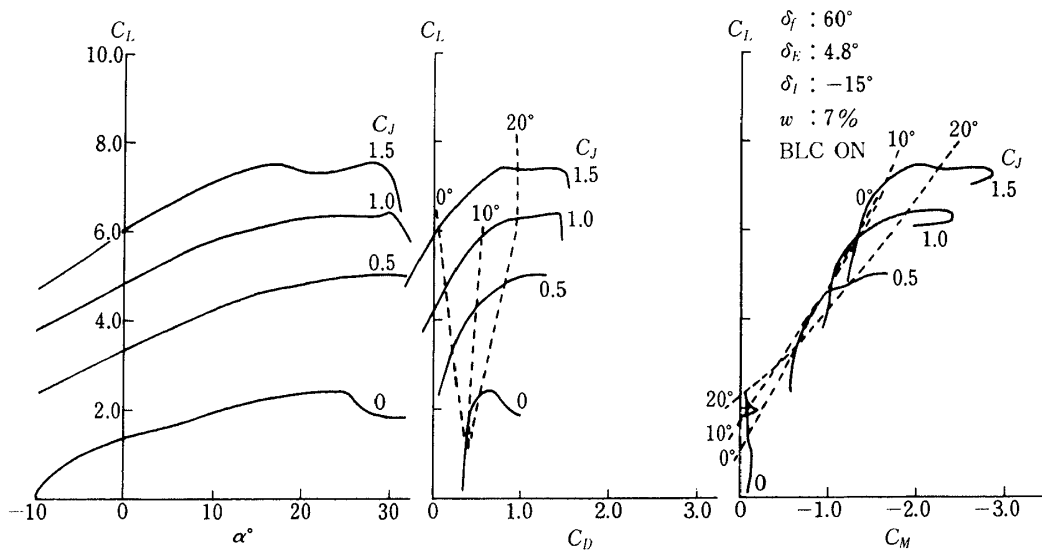 C_L
10.0
8.0
6.0
4.0
2.0
C_J
1.5
1.0
0.5
0
−10 0 10 20 30
α°
C_L
20°
C_J
0°
10°
1.5
1.0
0.5
0
0 1.0 2.0 3.0
C_D
C_L
δ_f : 60°
δ_E : 4.8°
δ_I : −15°
w : 7%
BLC ON
10°
20°
0°
C_J
1.5
1.0
0.5
20°
10°
0°
0
0 −1.0 −2.0 −3.0
C_M